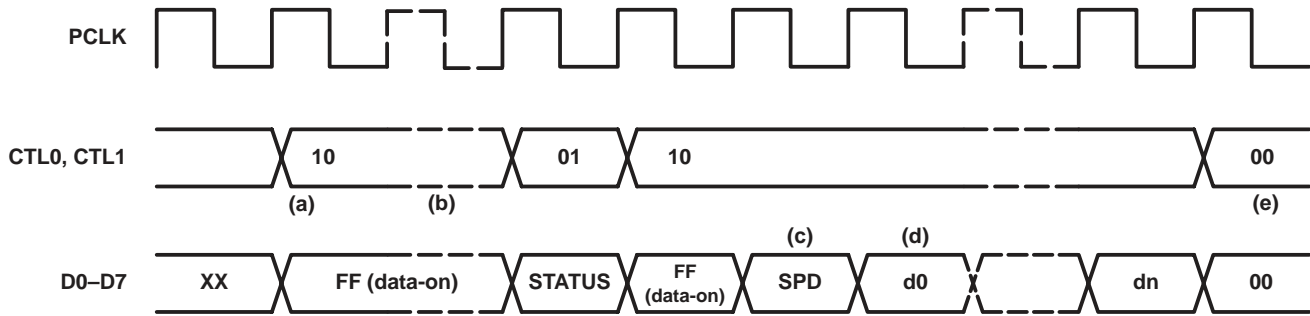 PCLK
CTL0, CTL1
10
01
10
00
(a)
(b)
(e)
(c)
(d)
D0–D7
XX
FF (data-on)
STATUS
FF
(data-on)
SPD
d0
dn
00